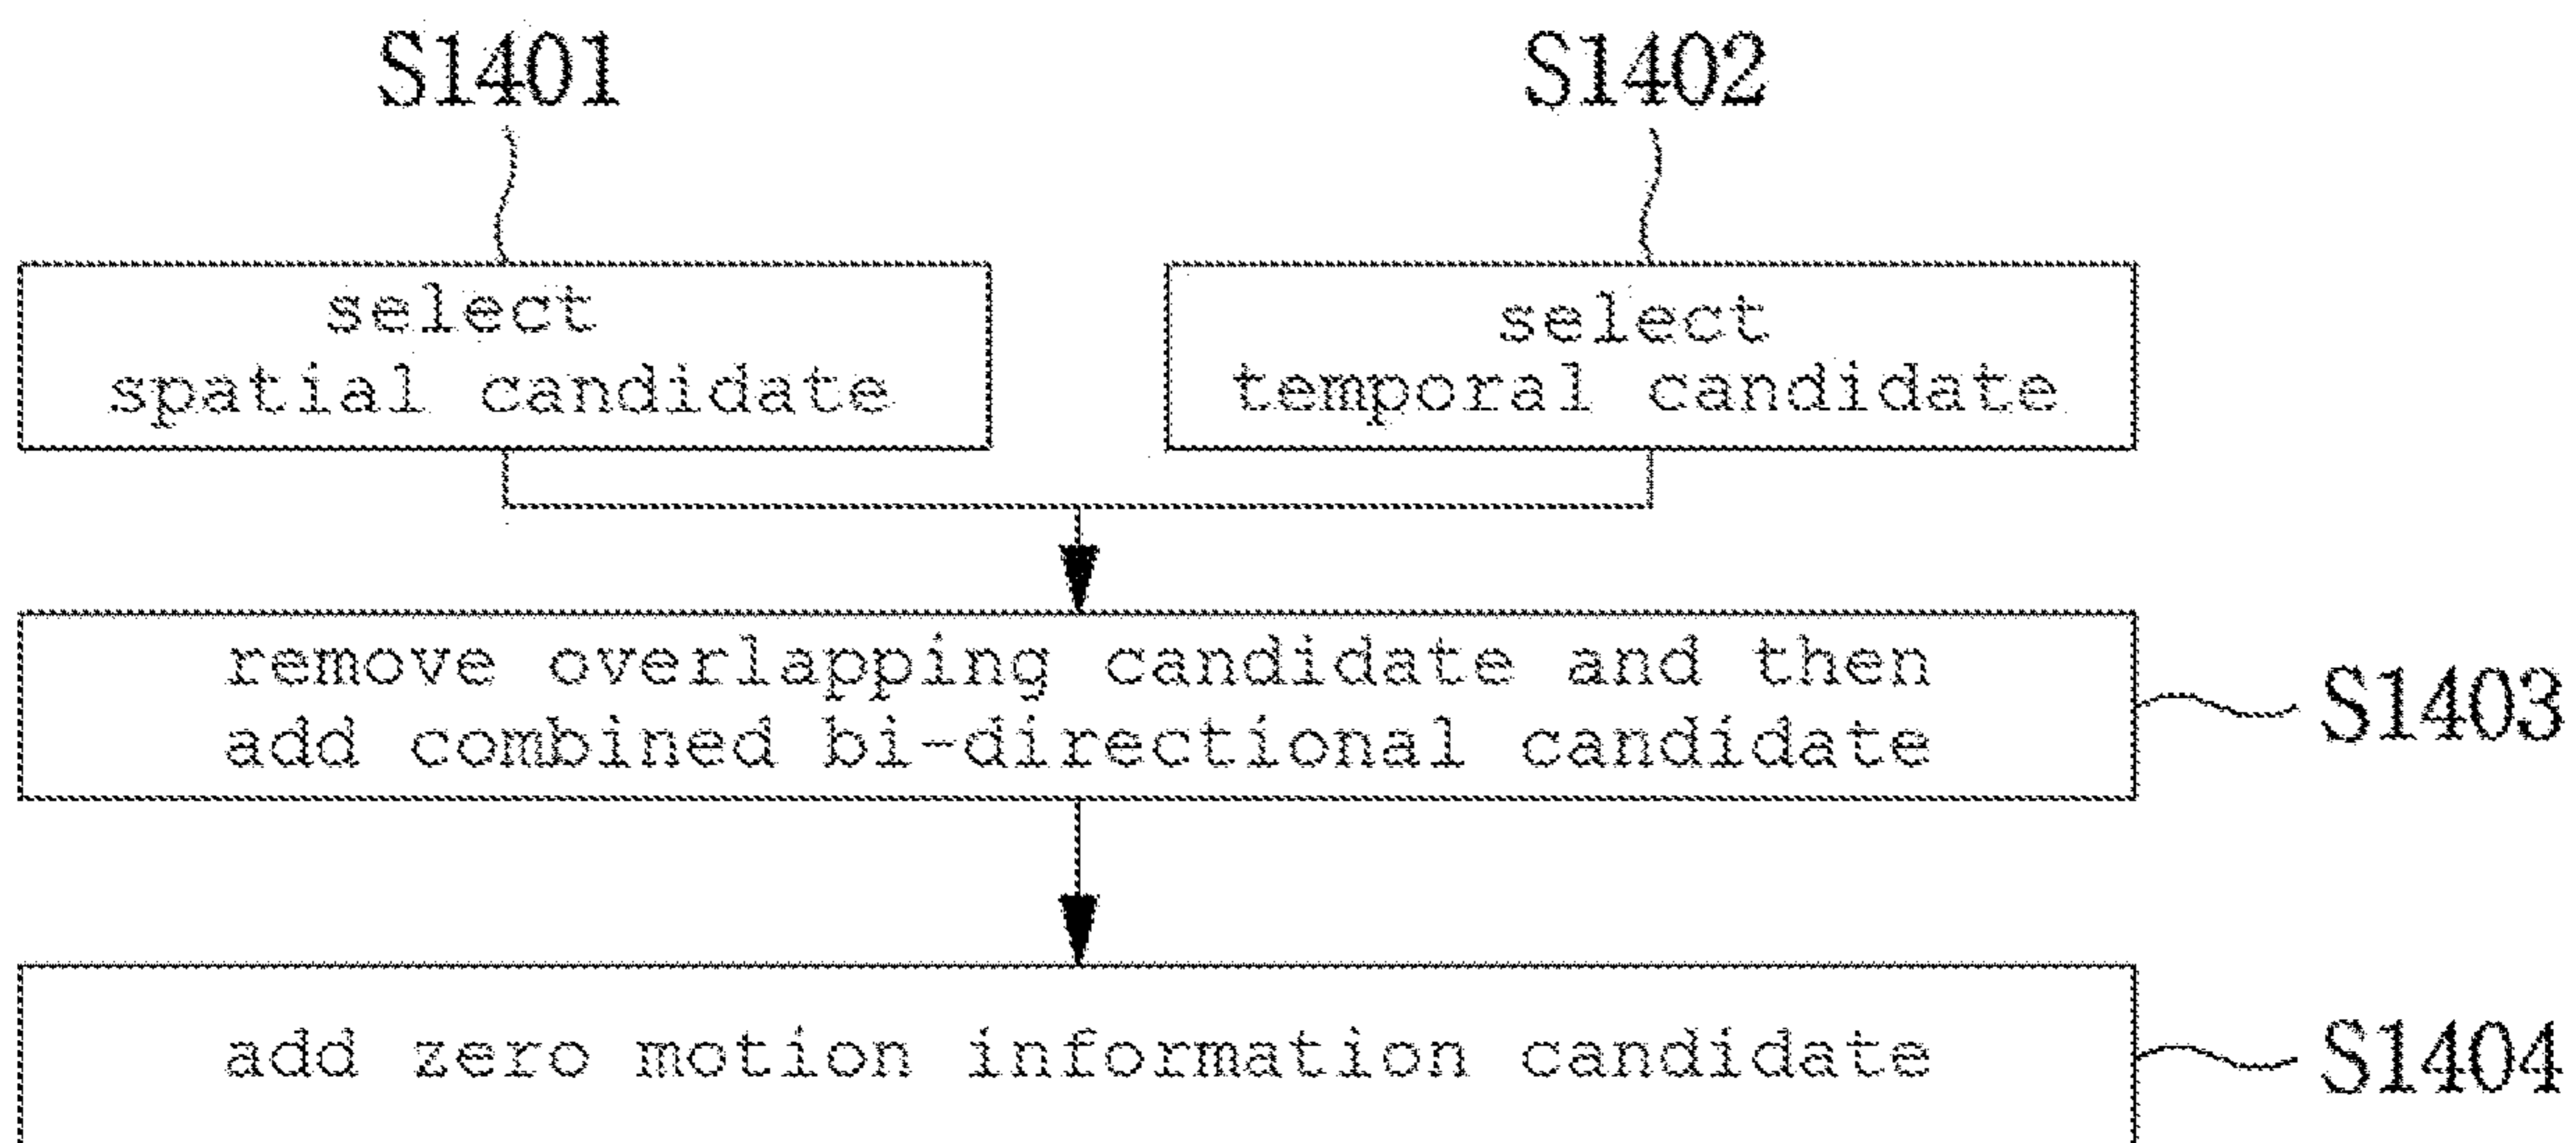 S1401
S1402
select
spatial candidate
select
temporal candidate
remove overlapping candidate and then
add combined bi-directional candidate
S1403
add zero motion information candidate
S1404